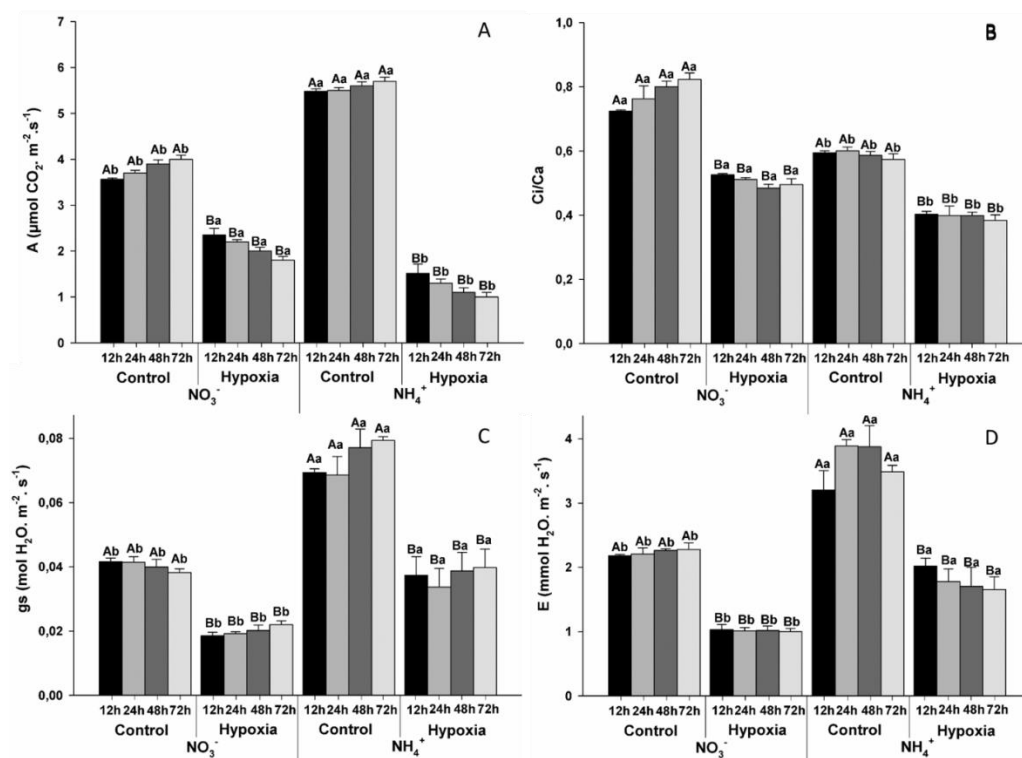 A
A (µmol CO₂. m⁻².s⁻¹)
7
6
5
4
3
2
1
0
Ab Ab Ab Ab
Ba Ba Ba Ba
Aa Aa Aa Aa
Bb Bb Bb Bb
12h 24h 48h 72h 12h 24h 48h 72h 12h 24h 48h 72h 12h 24h 48h 72h
Control Hypoxia Control Hypoxia
NO₃⁻ NH₄⁺
B
Ci/Ca
1,0
0,8
0,6
0,4
0,2
0,0
Aa Aa Aa Aa
Ba Ba Ba Ba
Ab Ab Ab Ab
Bb Bb Bb Bb
12h 24h 48h 72h 12h 24h 48h 72h 12h 24h 48h 72h 12h 24h 48h 72h
Control Hypoxia Control Hypoxia
NO₃⁻ NH₄⁺
C
gs (mol H₂O. m⁻². s⁻¹)
0,08
0,06
0,04
0,02
0,00
Ab Ab Ab Ab
Bb Bb Bb Bb
Aa Aa Aa Aa
Ba Ba Ba Ba
12h 24h 48h 72h 12h 24h 48h 72h 12h 24h 48h 72h 12h 24h 48h 72h
Control Hypoxia Control Hypoxia
NO₃⁻ NH₄⁺
D
E (mmol H₂O. m⁻². s⁻¹)
4
3
2
1
0
Ab Ab Ab Ab
Bb Bb Bb Bb
Aa Aa Aa Aa
Ba Ba Ba Ba
12h 24h 48h 72h 12h 24h 48h 72h 12h 24h 48h 72h 12h 24h 48h 72h
Control Hypoxia Control Hypoxia
NO₃⁻ NH₄⁺